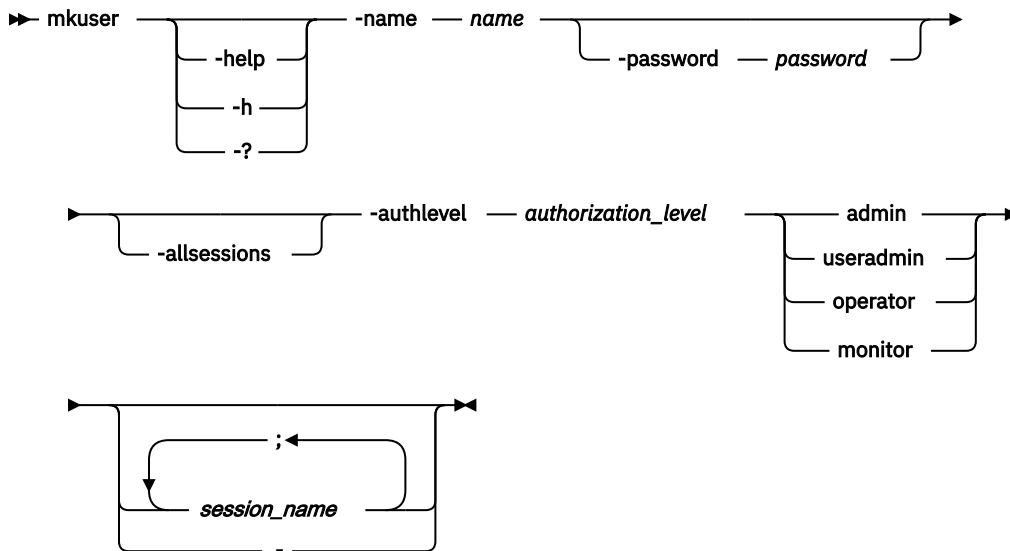 mkuser -name name
-help -password password
-h
-?
-allsessions -authlevel authorization_level admin
useradmin
operator
monitor
;
session_name
-